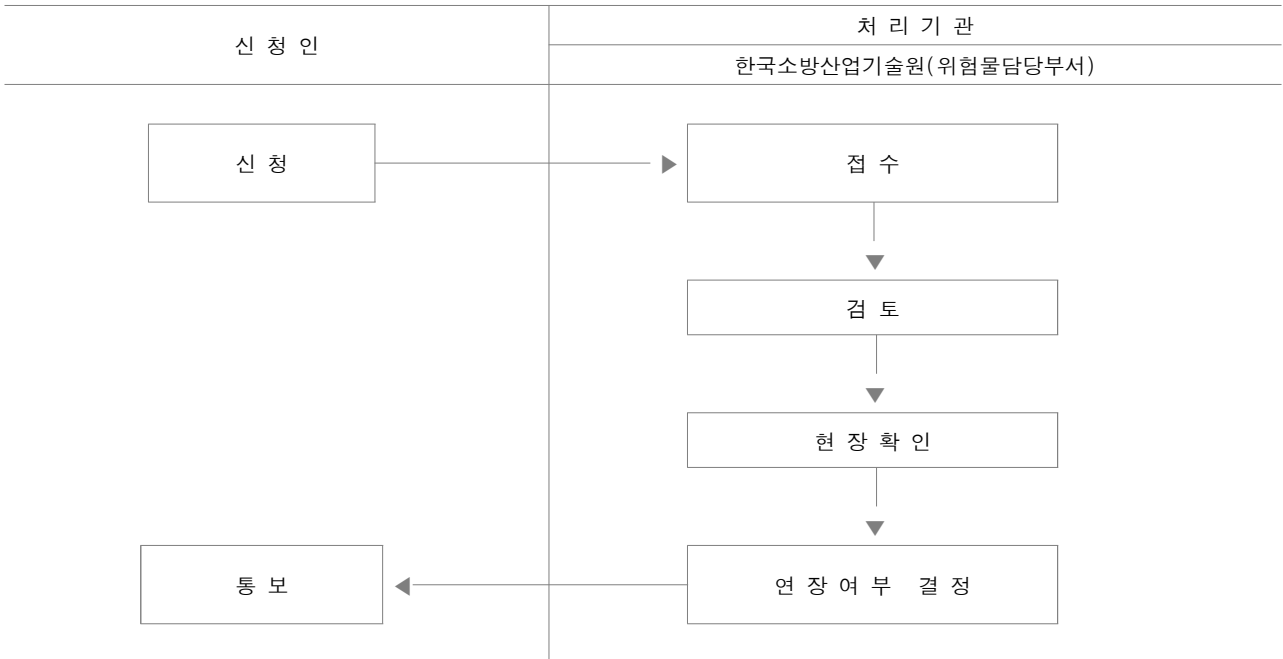 신 청 인
처 리 기 관
한국소방산업기술원(위험물담당부서)
신 청
접 수
검 토
현 장 확 인
통 보
연 장 여 부 결 정